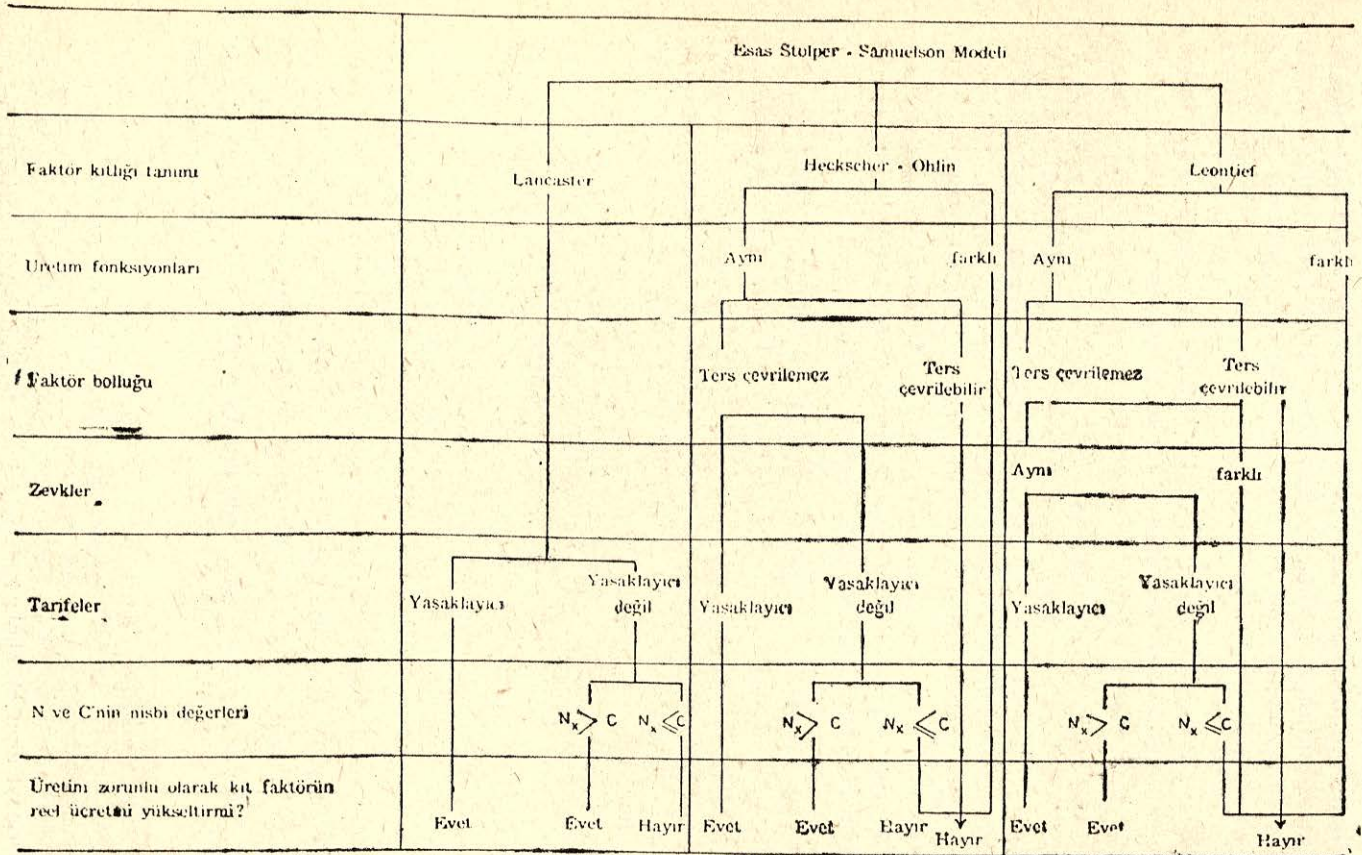 Esas Stolper - Samuelson Modeli
Faktör kıtlığı tanımı
Lancaster
Heckscher - Ohlin
Leontief
Üretim fonksiyonları
Aynı
farklı
Aynı
farklı
Faktör bolluğu
Ters çevrilemez
Ters
çevrilebilir
Ters çevrilemez
Ters
çevrilebilir
Zevkler
Aynı
farklı
Tarifeler
Yasaklayıcı
Yasaklayıcı
değil
Yasaklayıcı
Yasaklayıcı
değil
Yasaklayıcı
Yasaklayıcı
değil
N ve C'nin nisbi değerleri
Nₓ > C
Nₓ ≤ C
Nₓ > C
Nₓ ≤ C
Nₓ > C
Nₓ ≤ C
Üretim zorunlu olarak kıt faktörün
reel ücretini yükseltirmi?
Evet
Evet
Hayır
Evet
Evet
Hayır
Hayır
Evet
Evet
Hayır